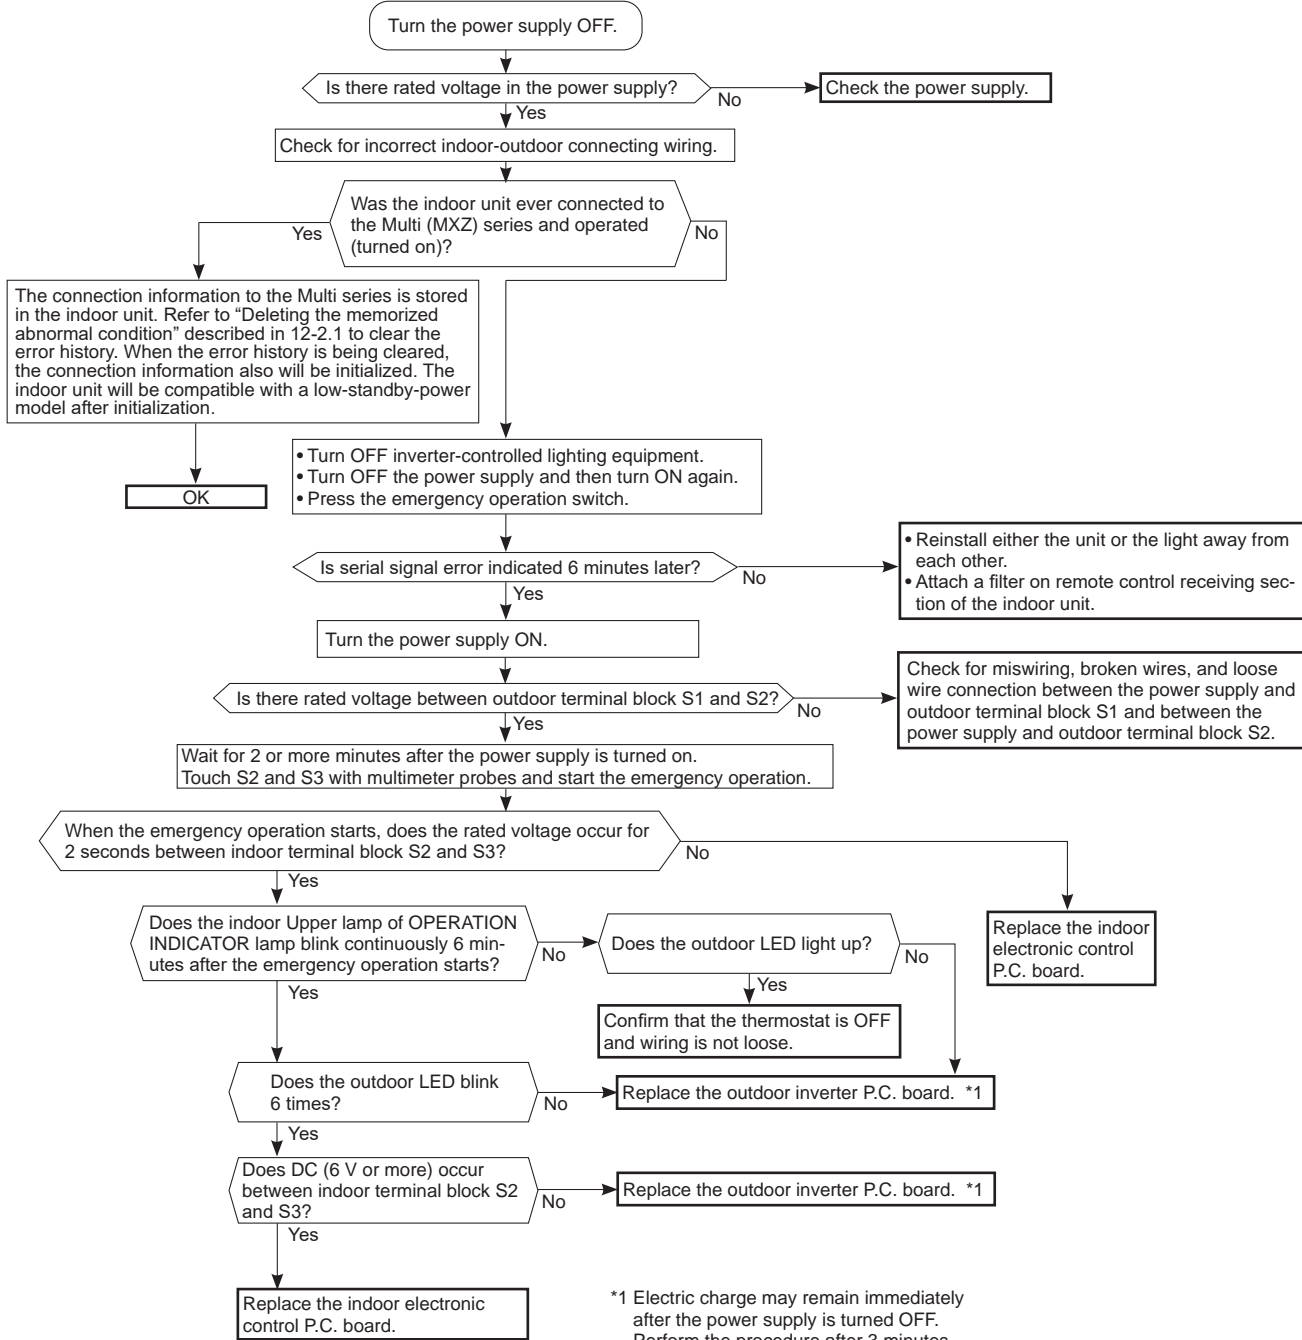 Turn the power supply OFF.
Is there rated voltage in the power supply?
No
Check the power supply.
Yes
Check for incorrect indoor-outdoor connecting wiring.
Was the indoor unit ever connected to
the Multi (MXZ) series and operated
(turned on)?
Yes
No
The connection information to the Multi series is stored
in the indoor unit. Refer to “Deleting the memorized
abnormal condition” described in 12-2.1 to clear the
error history. When the error history is being cleared,
the connection information also will be initialized. The
indoor unit will be compatible with a low-standby-power
model after initialization.
OK
• Turn OFF inverter-controlled lighting equipment.
• Turn OFF the power supply and then turn ON again.
• Press the emergency operation switch.
Is serial signal error indicated 6 minutes later?
No
• Reinstall either the unit or the light away from
each other.
• Attach a filter on remote control receiving sec-
tion of the indoor unit.
Yes
Turn the power supply ON.
Is there rated voltage between outdoor terminal block S1 and S2?
No
Check for miswiring, broken wires, and loose
wire connection between the power supply and
outdoor terminal block S1 and between the
power supply and outdoor terminal block S2.
Yes
Wait for 2 or more minutes after the power supply is turned on.
Touch S2 and S3 with multimeter probes and start the emergency operation.
When the emergency operation starts, does the rated voltage occur for
2 seconds between indoor terminal block S2 and S3?
No
Replace the indoor
electronic control
P.C. board.
Yes
Does the indoor Upper lamp of OPERATION
INDICATOR lamp blink continuously 6 min-
utes after the emergency operation starts?
No
Does the outdoor LED light up?
No
Yes
Confirm that the thermostat is OFF
and wiring is not loose.
Yes
Does the outdoor LED blink
6 times?
No
Replace the outdoor inverter P.C. board. *1
Yes
Does DC (6 V or more) occur
between indoor terminal block S2
and S3?
No
Replace the outdoor inverter P.C. board. *1
Yes
Replace the indoor electronic
control P.C. board.
*1 Electric charge may remain immediately
after the power supply is turned OFF.
Perform the procedure after 3 minutes